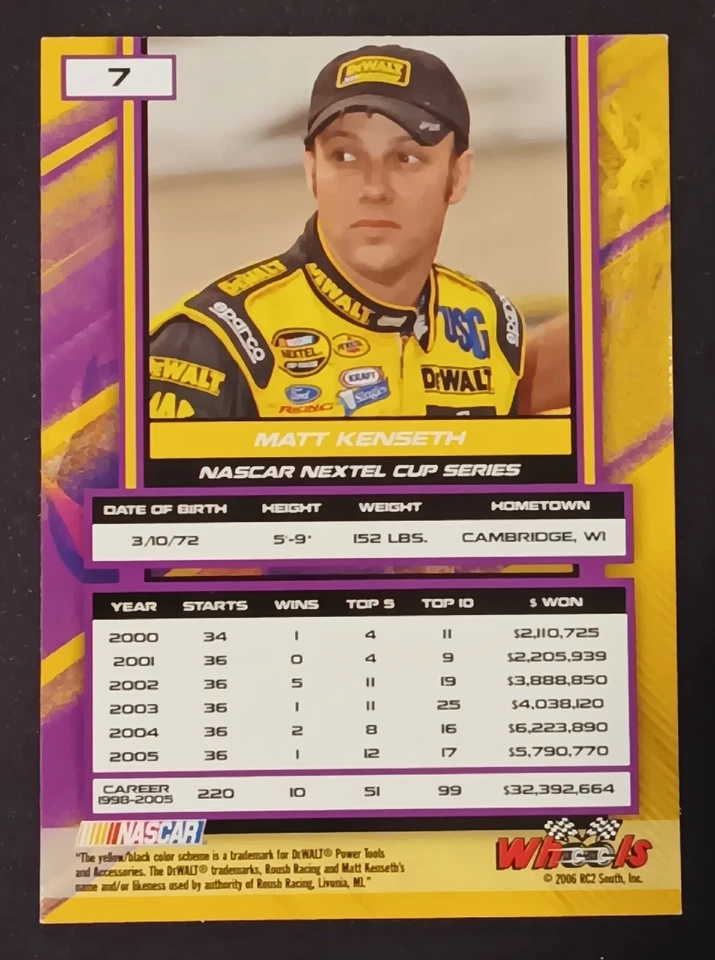 7
DEWALT
DEWALT
DEWALT
sparco
sparco
USG
NEXTEL
DEWALT
KRAFT
Singles
Ford
RACING
DEWALT
MATT KENSETH
NASCAR NEXTEL CUP SERIES
DATE OF BIRTH HEIGHT WEIGHT HOMETOWN
3/10/72 5'-9" 152 LBS. CAMBRIDGE, WI
YEAR STARTS WINS TOP 5 TOP 10 $ WON
2000 34 1 4 11 $2,110,725
2001 36 0 4 9 $2,205,939
2002 36 5 11 19 $3,888,850
2003 36 1 11 25 $4,038,120
2004 36 2 8 16 $6,223,890
2005 36 1 12 17 $5,790,770
CAREER
1998-2005 220 10 51 99 $32,392,664
NASCAR
Wheels
"The yellow/black color scheme is a trademark for DEWALT® Power Tools
and Accessories. The DEWALT® trademarks, Roush Racing and Matt Kenseth's
name and/or likeness used by authority of Roush Racing, Livonia, MI."
© 2006 RC2 South, Inc.